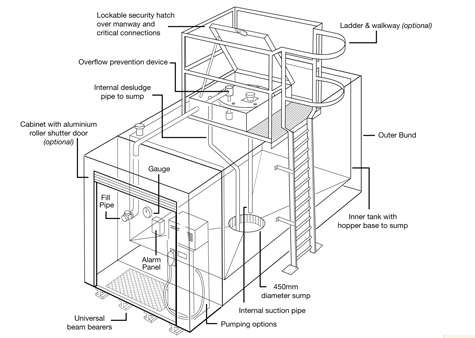 Lockable security hatch
over manway and
critical connections
Ladder & walkway (optional)
Overflow prevention device
Internal desludge
pipe to sump
Cabinet with aluminium
roller shutter door
(optional)
Outer Bund
Gauge
Fill
Pipe
Inner tank with
hopper base to sump
Alarm
Panel
450mm
diameter sump
Internal suction pipe
Universal
beam bearers
Pumping options